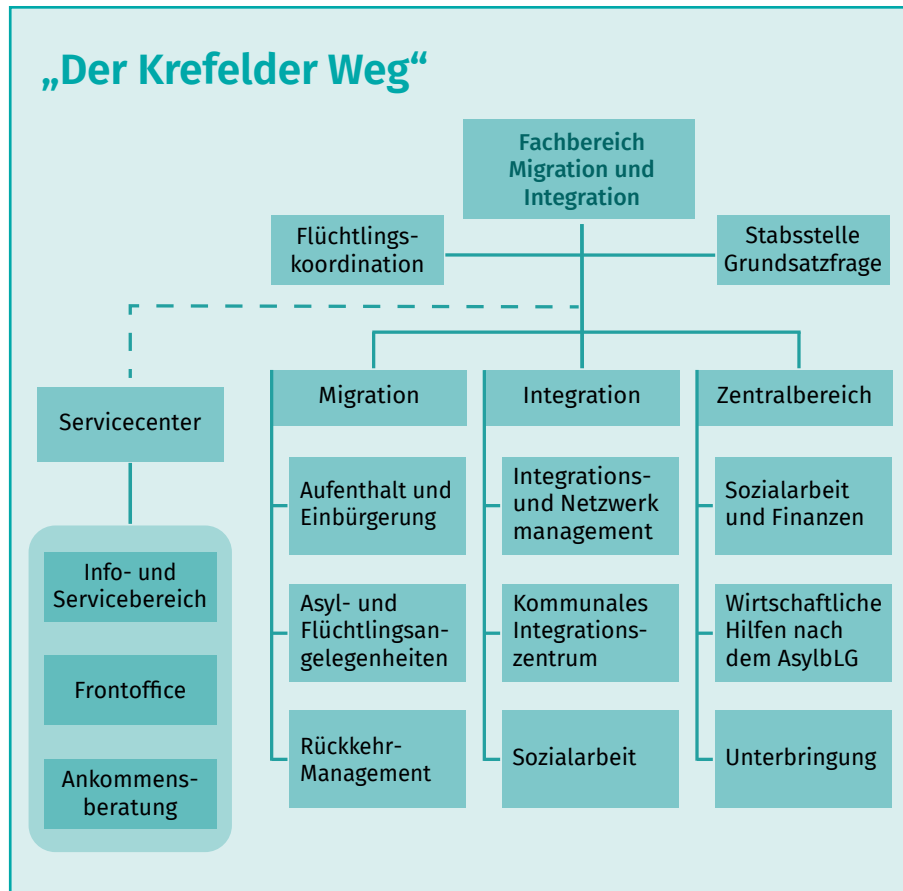 „Der Krefelder Weg“
Fachbereich
Migration und
Integration
Flüchtlings-
koordination
Stabsstelle
Grundsatzfrage
Servicecenter
Info- und
Servicebereich
Frontoffice
Ankommens-
beratung
Migration
Aufenthalt und
Einbürgerung
Asyl- und
Flüchtlingsan-
gelegenheiten
Rückkehr-
Management
Integration
Integrations-
und Netzwerk
management
Kommunales
Integrations-
zentrum
Sozialarbeit
Zentralbereich
Sozialarbeit
und Finanzen
Wirtschaftliche
Hilfen nach
dem AsylbLG
Unterbringung